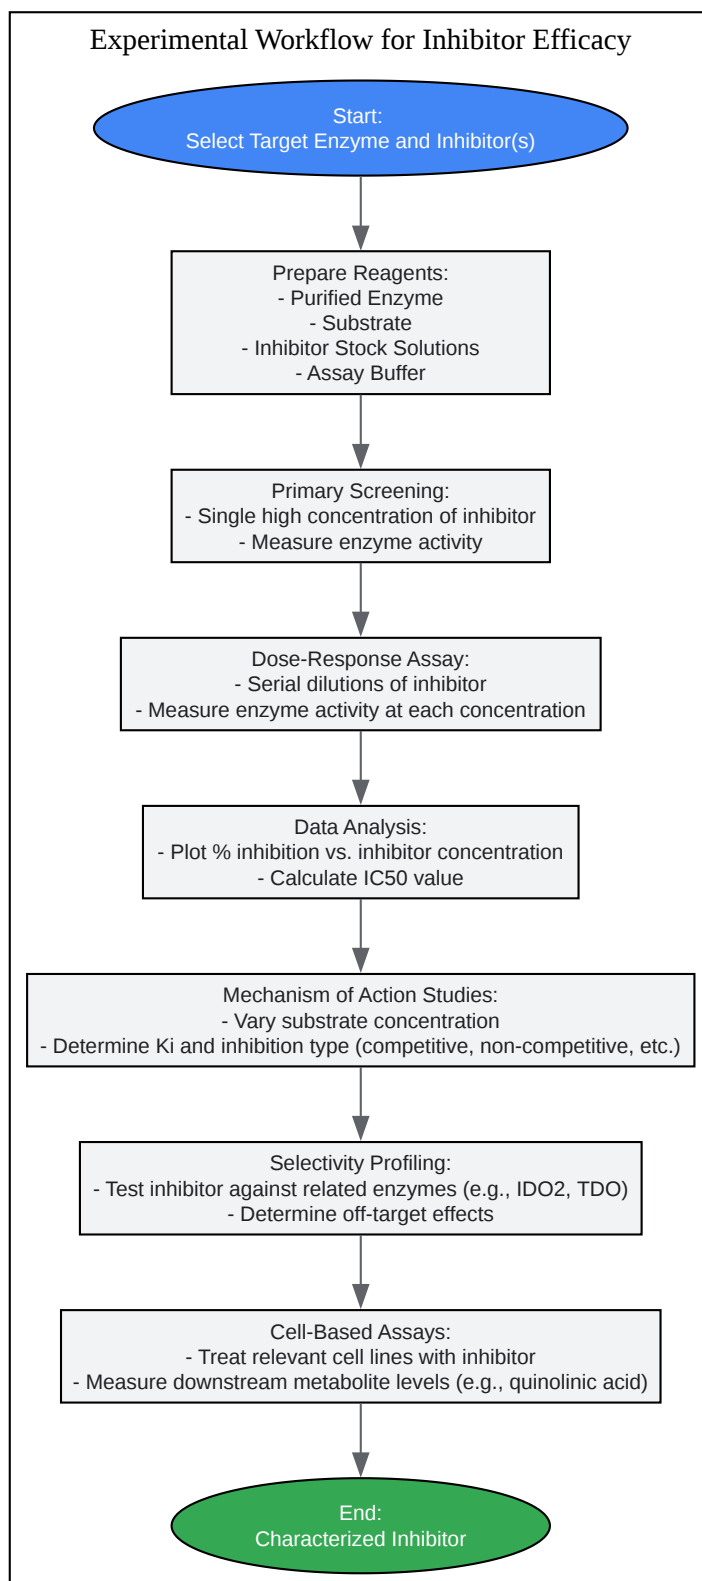 Experimental Workflow for Inhibitor Efficacy
Start:
Select Target Enzyme and Inhibitor(s)
Prepare Reagents:
- Purified Enzyme
- Substrate
- Inhibitor Stock Solutions
- Assay Buffer
Primary Screening:
- Single high concentration of inhibitor
- Measure enzyme activity
Dose-Response Assay:
- Serial dilutions of inhibitor
- Measure enzyme activity at each concentration
Data Analysis:
- Plot % inhibition vs. inhibitor concentration
- Calculate IC50 value
Mechanism of Action Studies:
- Vary substrate concentration
- Determine Ki and inhibition type (competitive, non-competitive, etc.)
Selectivity Profiling:
- Test inhibitor against related enzymes (e.g., IDO2, TDO)
- Determine off-target effects
Cell-Based Assays:
- Treat relevant cell lines with inhibitor
- Measure downstream metabolite levels (e.g., quinolinic acid)
End:
Characterized Inhibitor